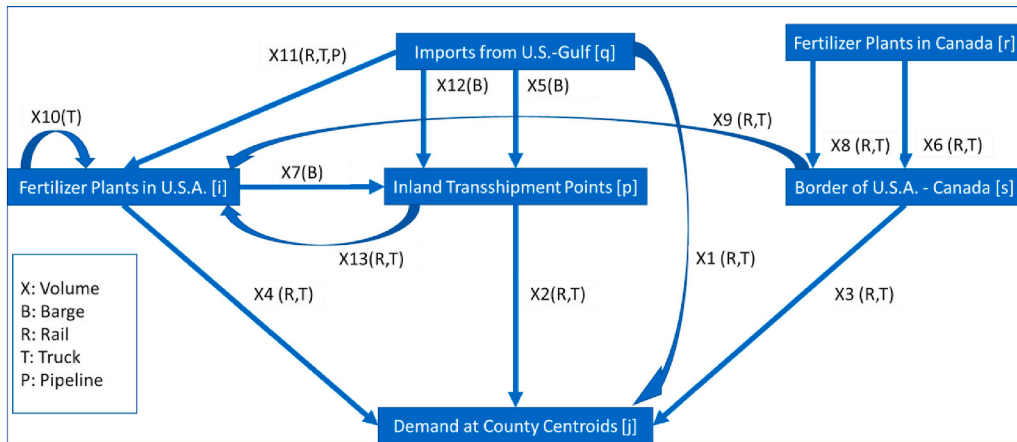 Imports from U.S.-Gulf [q]
Fertilizer Plants in Canada [r]
X11(R,T,P)
X12(B)
X5(B)
X10(T)
X9 (R,T)
X8 (R,T)
X6 (R,T)
Fertilizer Plants in U.S.A. [i]
X7(B)
Inland Transshipment Points [p]
Border of U.S.A. - Canada [s]
X13(R,T)
X1 (R,T)
X4 (R,T)
X2(R,T)
X3 (R,T)
X: Volume
B: Barge
R: Rail
T: Truck
P: Pipeline
Demand at County Centroids [j]